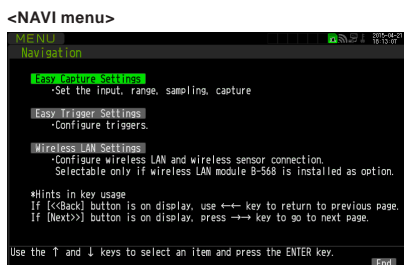 <NAVI menu>
MENU
2015-04-21
16:13:07
Navigation
Easy Capture Settings
・Set the input, range, sampling, capture
Easy Trigger Settings
・Configure triggers.
Wireless LAN Settings
・Configure wireless LAN and wireless sensor connection.
Selectable only if wireless LAN module B-568 is installed as option.
*Hints in key usage
If [<<Back] button is on display, use ←← key to return to previous page.
If [Next>>] button is on display, press →→ key to go to next page.
Use the ↑ and ↓ keys to select an item and press the ENTER key.
End